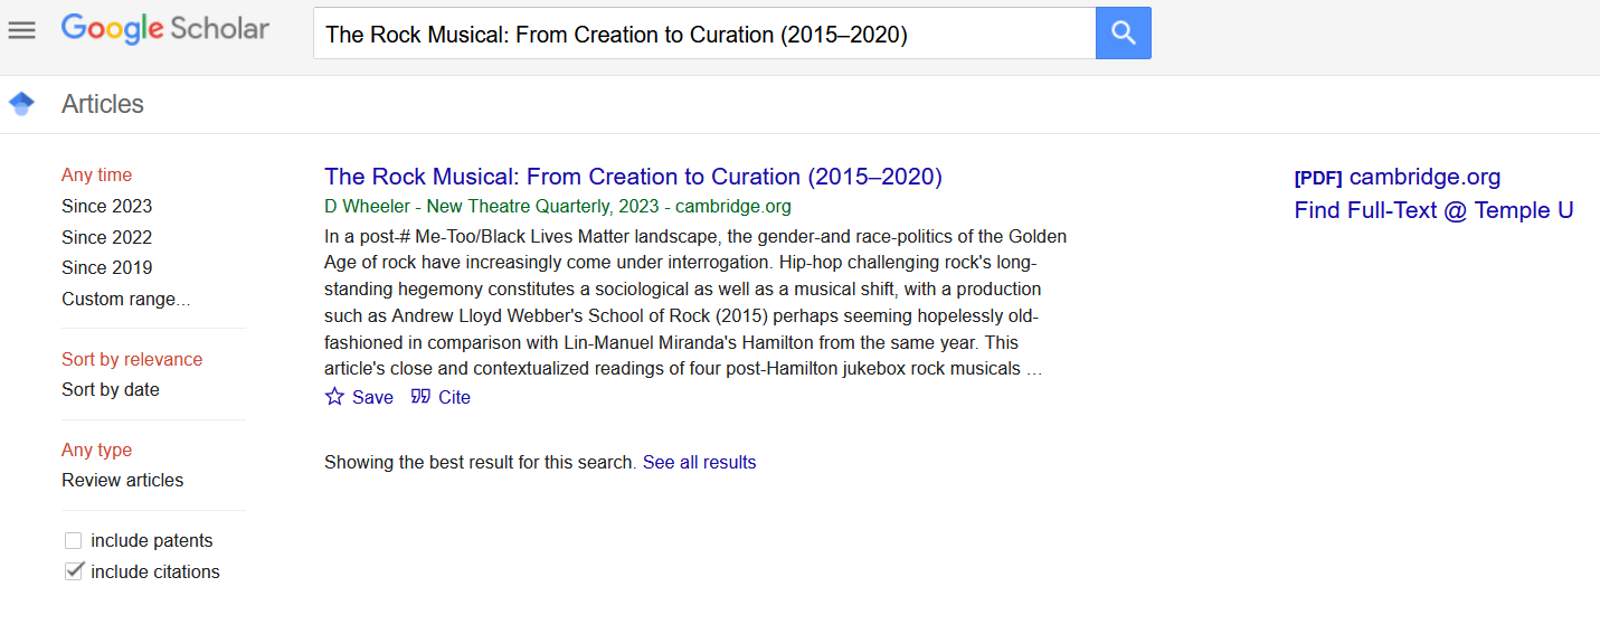 Google Scholar
The Rock Musical: From Creation to Curation (2015–2020)
Articles
Any time
Since 2023
Since 2022
Since 2019
Custom range...
Sort by relevance
Sort by date
Any type
Review articles
include patents
include citations
The Rock Musical: From Creation to Curation (2015–2020)
D Wheeler - New Theatre Quarterly, 2023 - cambridge.org
In a post-# Me-Too/Black Lives Matter landscape, the gender-and race-politics of the Golden
Age of rock have increasingly come under interrogation. Hip-hop challenging rock's long-
standing hegemony constitutes a sociological as well as a musical shift, with a production
such as Andrew Lloyd Webber's School of Rock (2015) perhaps seeming hopelessly old-
fashioned in comparison with Lin-Manuel Miranda's Hamilton from the same year. This
article's close and contextualized readings of four post-Hamilton jukebox rock musicals …
Save Cite
Showing the best result for this search. See all results
[PDF] cambridge.org
Find Full-Text @ Temple U